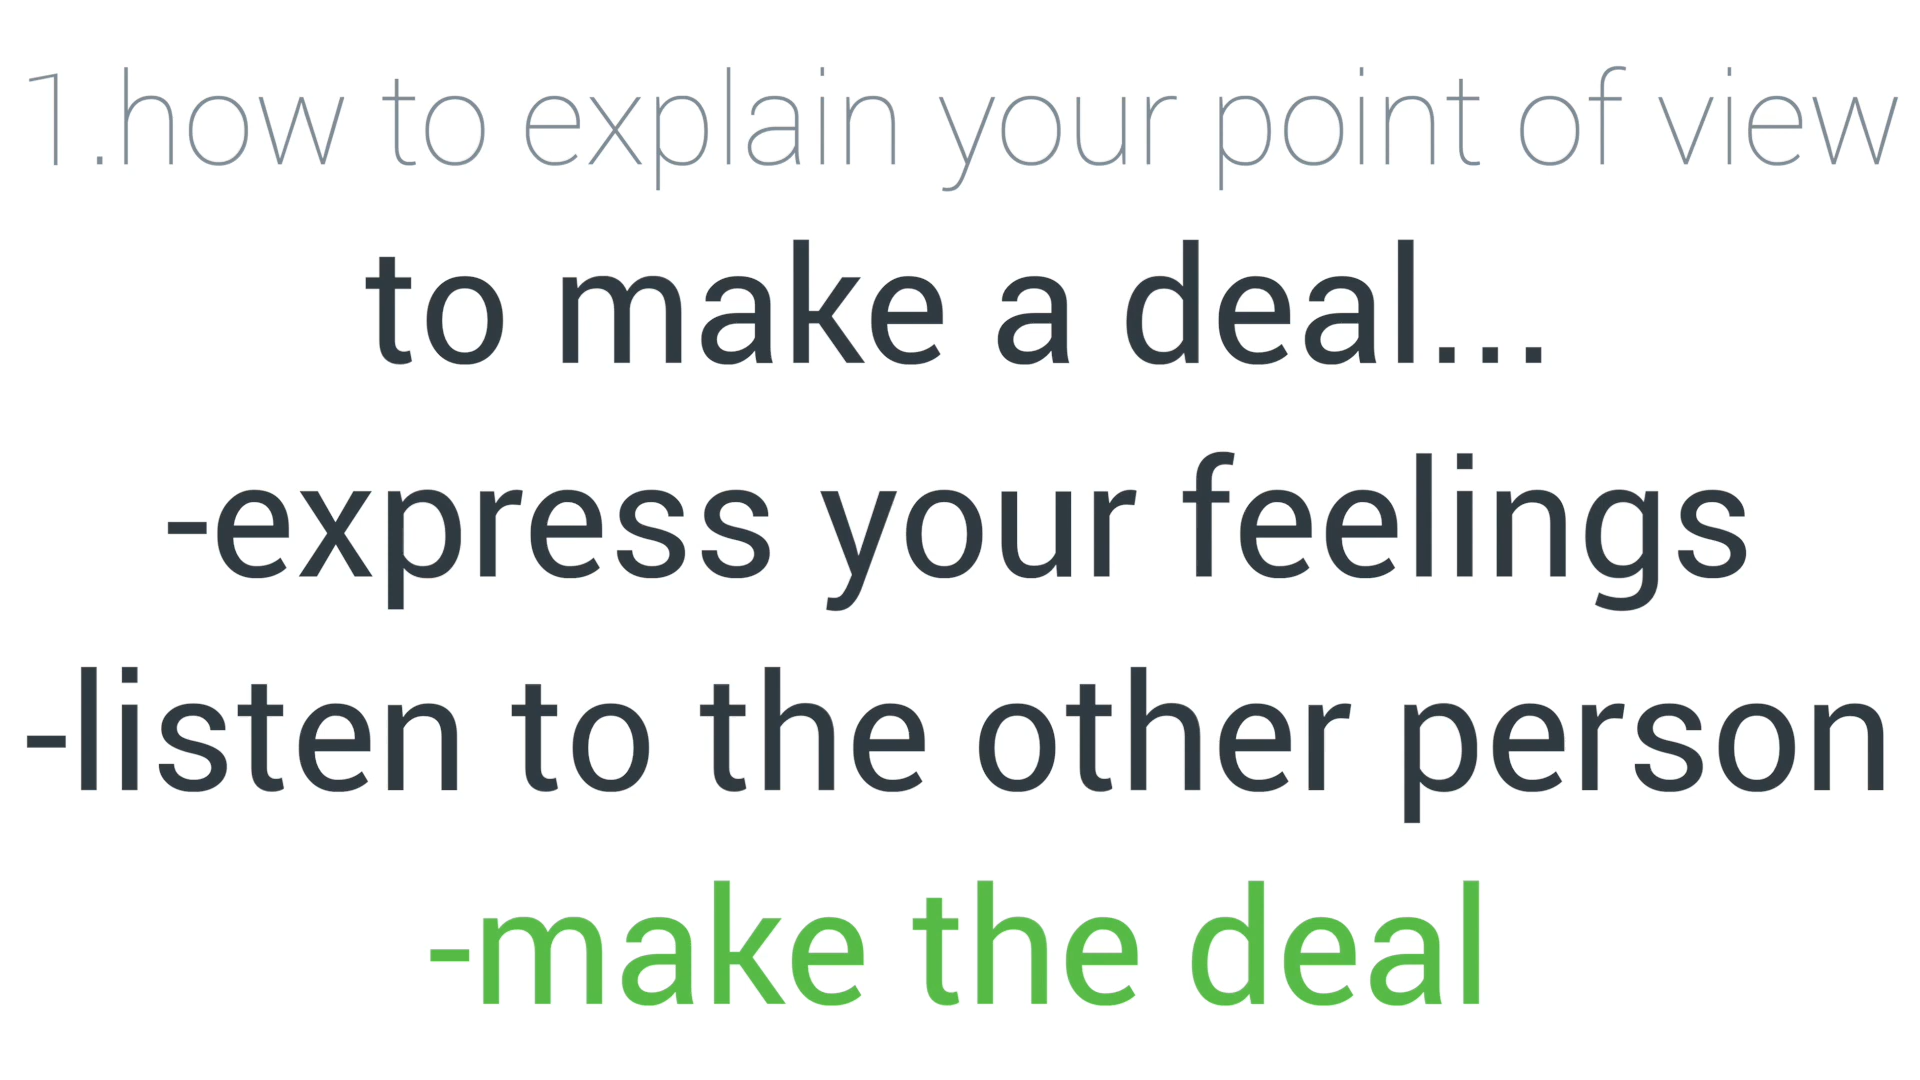 1.how to explain your point of view
to make a deal...
-express your feelings
-listen to the other person
-make the deal